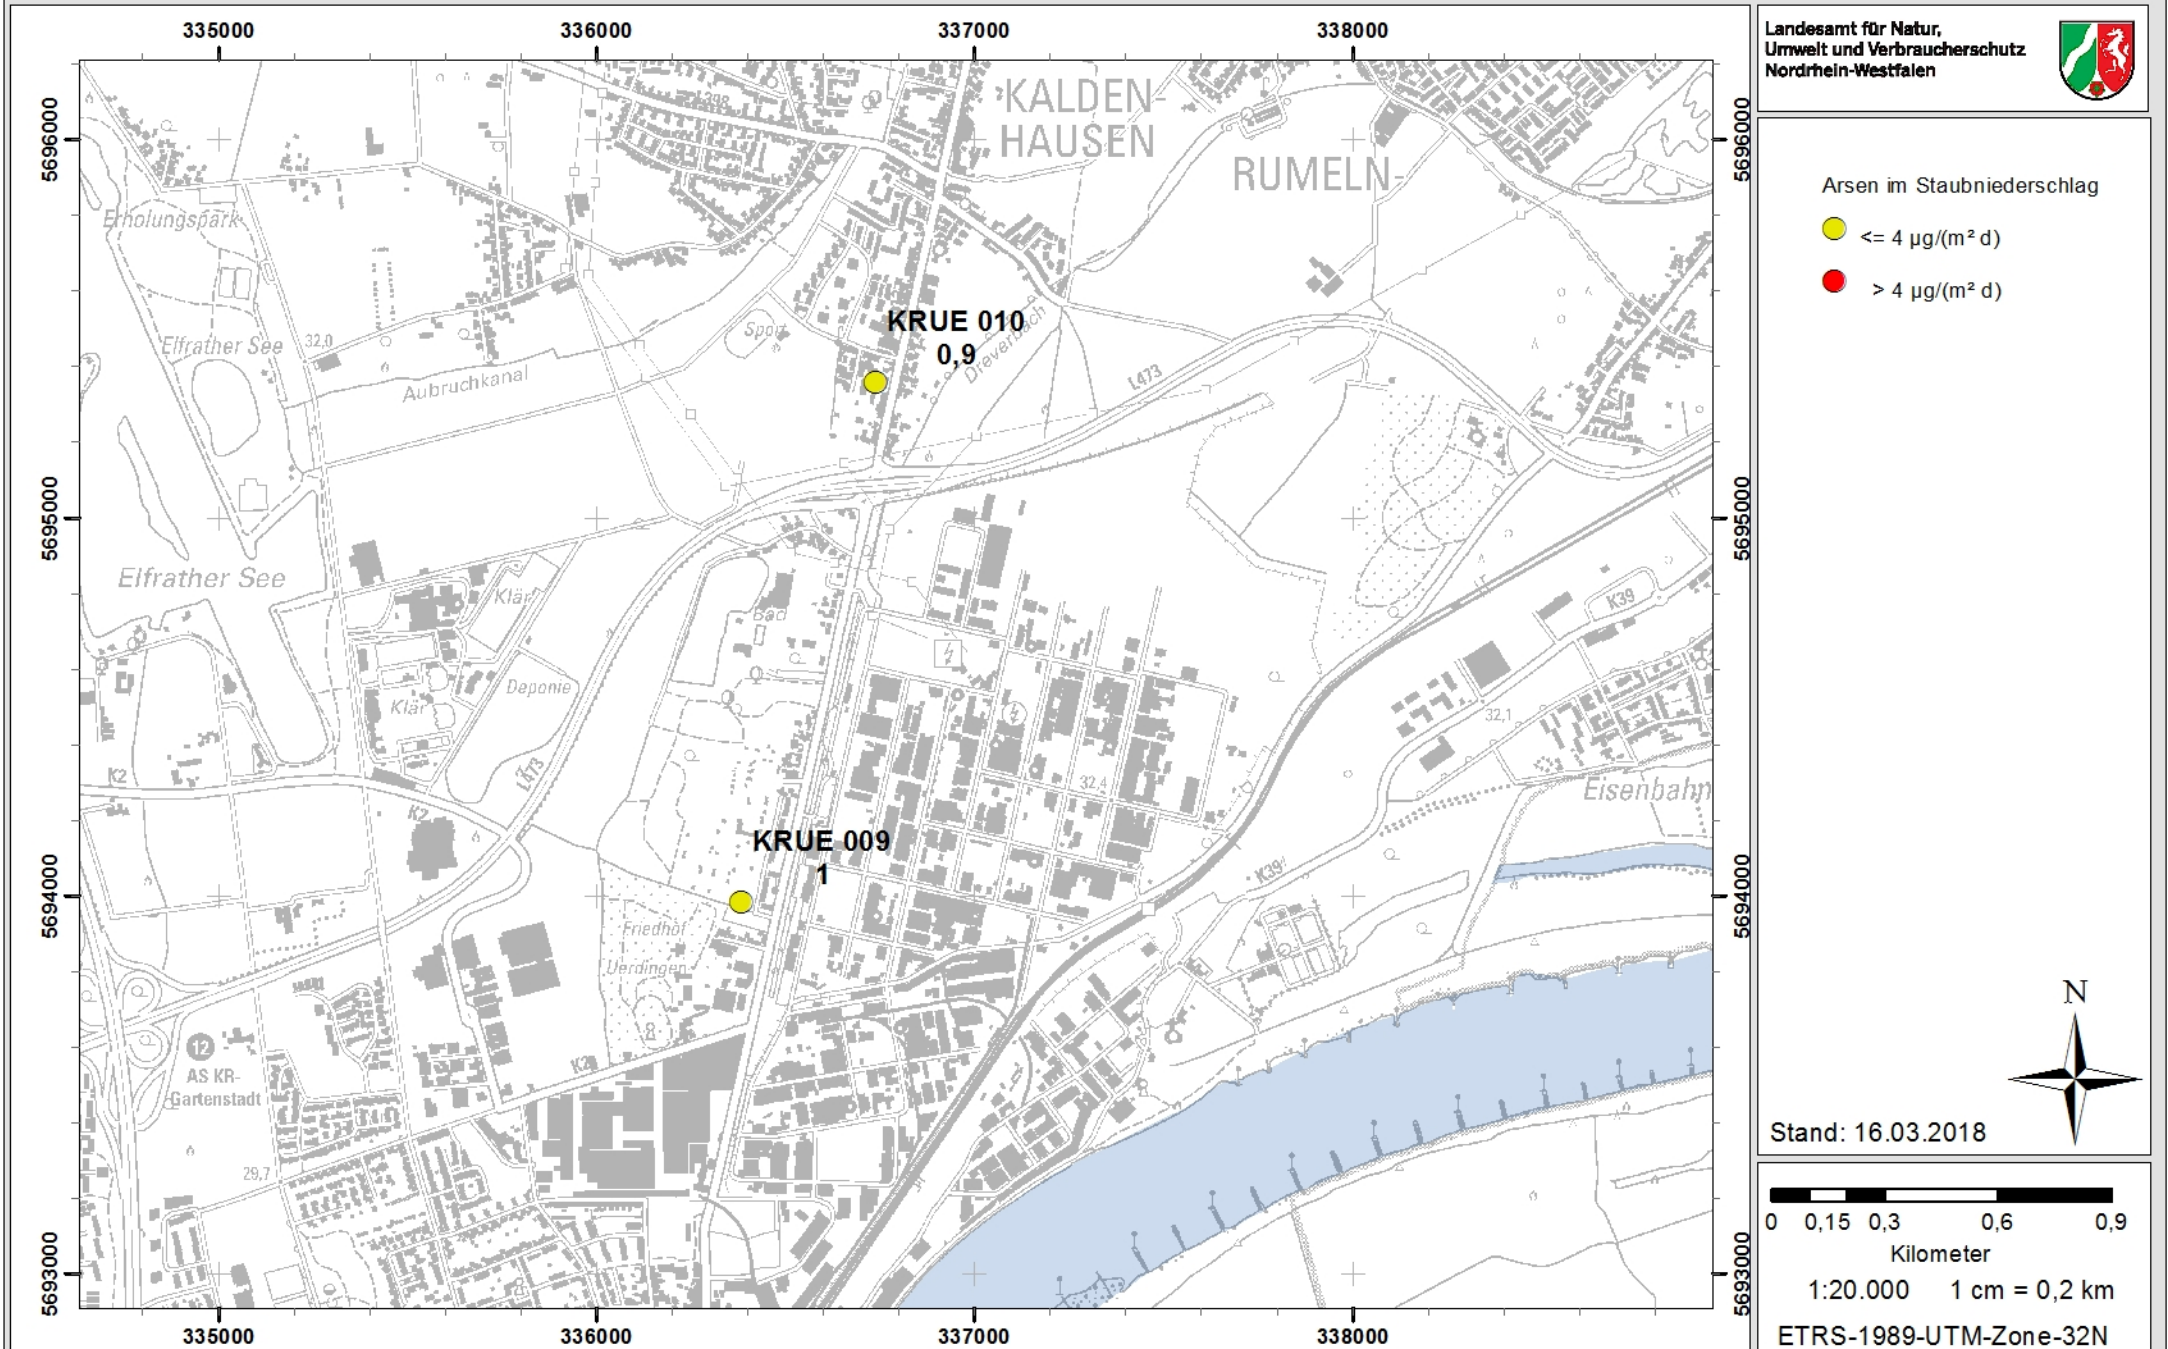 335000
336000
337000
338000
5696000
5695000
5694000
5693000
KALDEN-
HAUSEN
RUMELN-
Erholungspark
Elfrather See
32,0
Aubruchkanal
Sport
KRUE 010
0,9
Dreverbach
L473
Elfrather See
Klär
Bad
Deponie
Klär
K39
32,1
K2
L473
K2
32,4
Eisenbahn
KRUE 009
1
K39
Friedhof
Uerdingen
12
AS KR-
Gartenstadt
K2
29,7
335000
336000
337000
338000
5696000
5695000
5694000
5693000
Landesamt für Natur,
Umwelt und Verbraucherschutz
Nordrhein-Westfalen
Arsen im Staubniederschlag
<= 4 µg/(m² d)
> 4 µg/(m² d)
N
Stand: 16.03.2018
0 0,15 0,3 0,6 0,9
Kilometer
1:20.000 1 cm = 0,2 km
ETRS-1989-UTM-Zone-32N